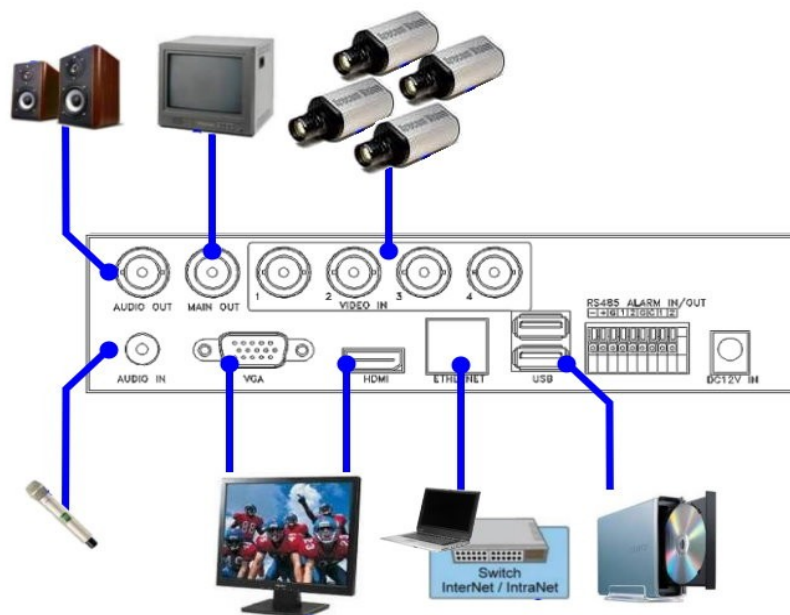 AUDIO OUT
MAIN OUT
1
2
3
4
VIDEO IN
RS485 ALARM IN/OUT
AUDIO IN
VGA
HDMI
ETHERNET
USB
DC12V IN
Switch
InterNet / IntraNet